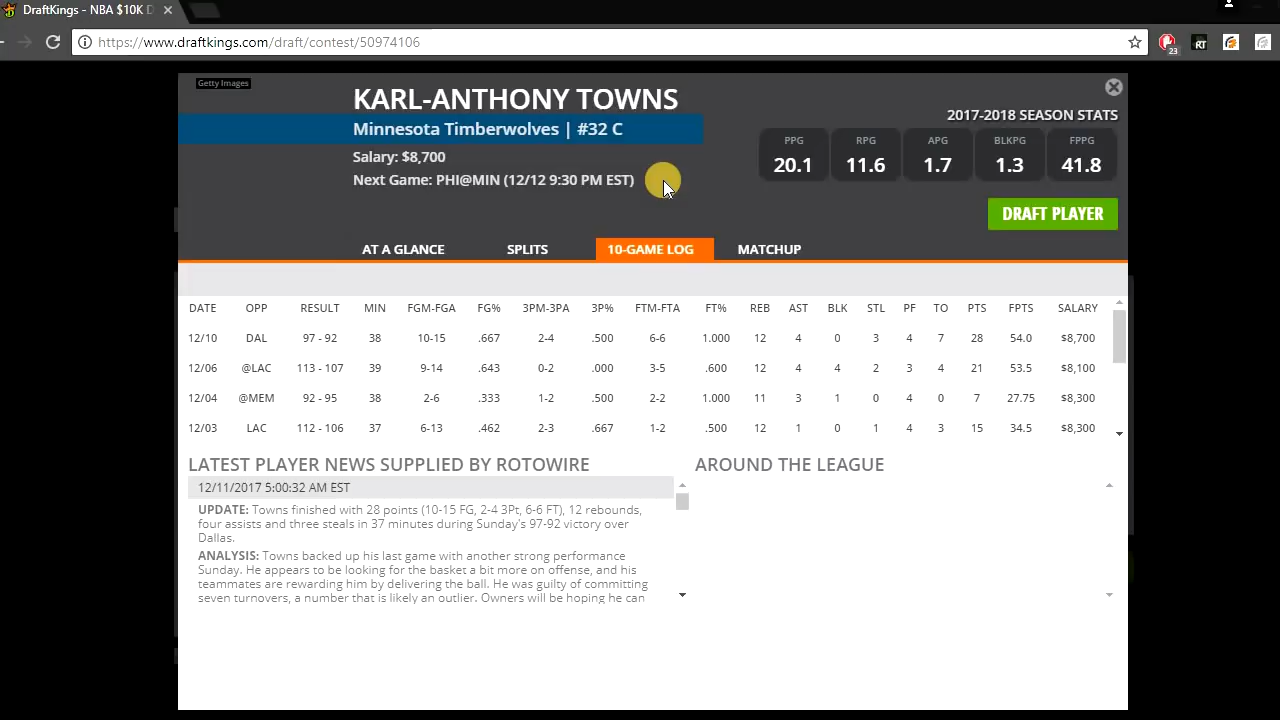 DraftKings - NBA $10K D
https://www.draftkings.com/draft/contest/50974106
23
RT
Getty Images
KARL-ANTHONY TOWNS
Minnesota Timberwolves | #32 C
Salary: $8,700
Next Game: PHI@MIN (12/12 9:30 PM EST)
2017-2018 SEASON STATS
PPG RPG APG BLKPG FPPG
20.1 11.6 1.7 1.3 41.8
DRAFT PLAYER
AT A GLANCE SPLITS 10-GAME LOG MATCHUP
DATE OPP RESULT MIN FGM-FGA FG% 3PM-3PA 3P% FTM-FTA FT% REB AST BLK STL PF TO PTS FPTS SALARY
12/10 DAL 97 - 92 38 10-15 .667 2-4 .500 6-6 1.000 12 4 0 3 4 7 28 54.0 $8,700
12/06 @LAC 113 - 107 39 9-14 .643 0-2 .000 3-5 .600 12 4 4 2 3 4 21 53.5 $8,100
12/04 @MEM 92 - 95 38 2-6 .333 1-2 .500 2-2 1.000 11 3 1 0 4 0 7 27.75 $8,300
12/03 LAC 112 - 106 37 6-13 .462 2-3 .667 1-2 .500 12 1 0 1 4 3 15 34.5 $8,300
LATEST PLAYER NEWS SUPPLIED BY ROTOWIRE
12/11/2017 5:00:32 AM EST
UPDATE: Towns finished with 28 points (10-15 FG, 2-4 3Pt, 6-6 FT), 12 rebounds,
four assists and three steals in 37 minutes during Sunday's 97-92 victory over
Dallas.
ANALYSIS: Towns backed up his last game with another strong performance
Sunday. He appears to be looking for the basket a bit more on offense, and his
teammates are rewarding him by delivering the ball. He was guilty of committing
seven turnovers, a number that is likely an outlier. Owners will be hoping he can
AROUND THE LEAGUE